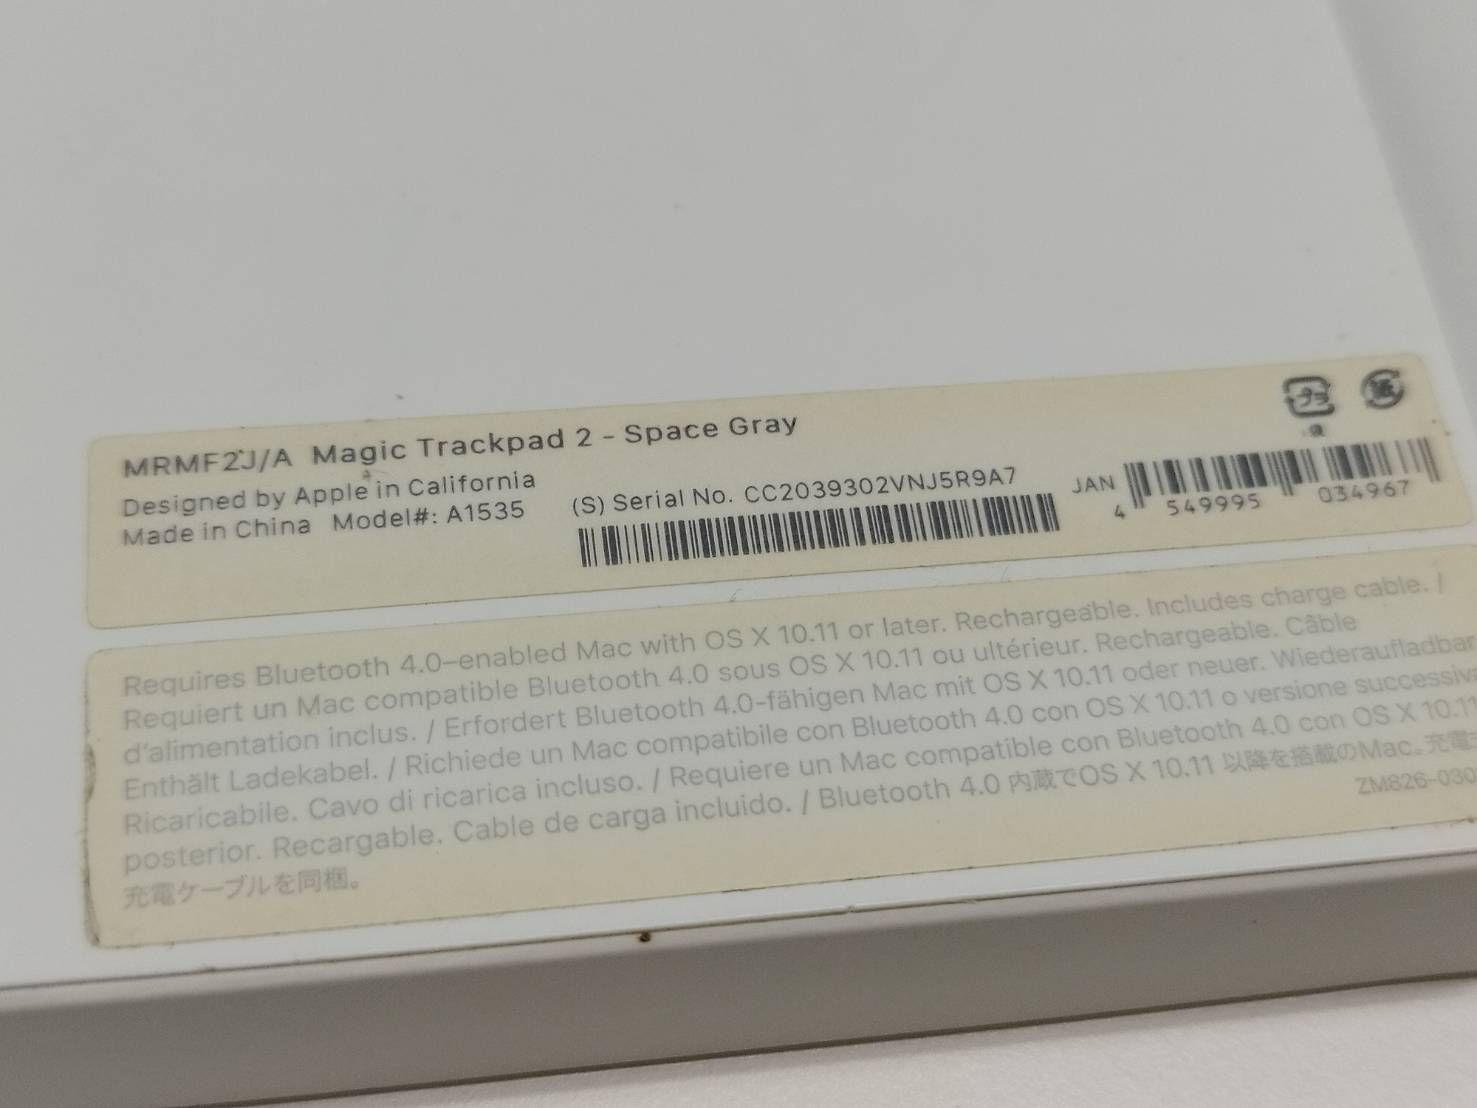 MRMF2J/A Magic Trackpad 2 - Space Gray
Designed by Apple in California
Made in China Model#: A1535
(S) Serial No. CC2039302VNJ5R9A7
JAN
4 549995 034967
プラ
紙
Requires Bluetooth 4.0–enabled Mac with OS X 10.11 or later. Rechargeable. Includes charge cable. /
Requiert un Mac compatible Bluetooth 4.0 sous OS X 10.11 ou ultérieur. Rechargeable. Câble
d'alimentation inclus. / Erfordert Bluetooth 4.0-fähigen Mac mit OS X 10.11 oder neuer. Wiederaufladbar
Enthält Ladekabel. / Richiede un Mac compatibile con Bluetooth 4.0 con OS X 10.11 o versione successiva
Ricaricabile. Cavo di ricarica incluso. / Requiere un Mac compatible con Bluetooth 4.0 con OS X 10.11
posterior. Recargable. Cable de carga incluido. / Bluetooth 4.0 内蔵でOS X 10.11 以降を搭載のMac。充電
充電ケーブルを同梱。
ZM826-030